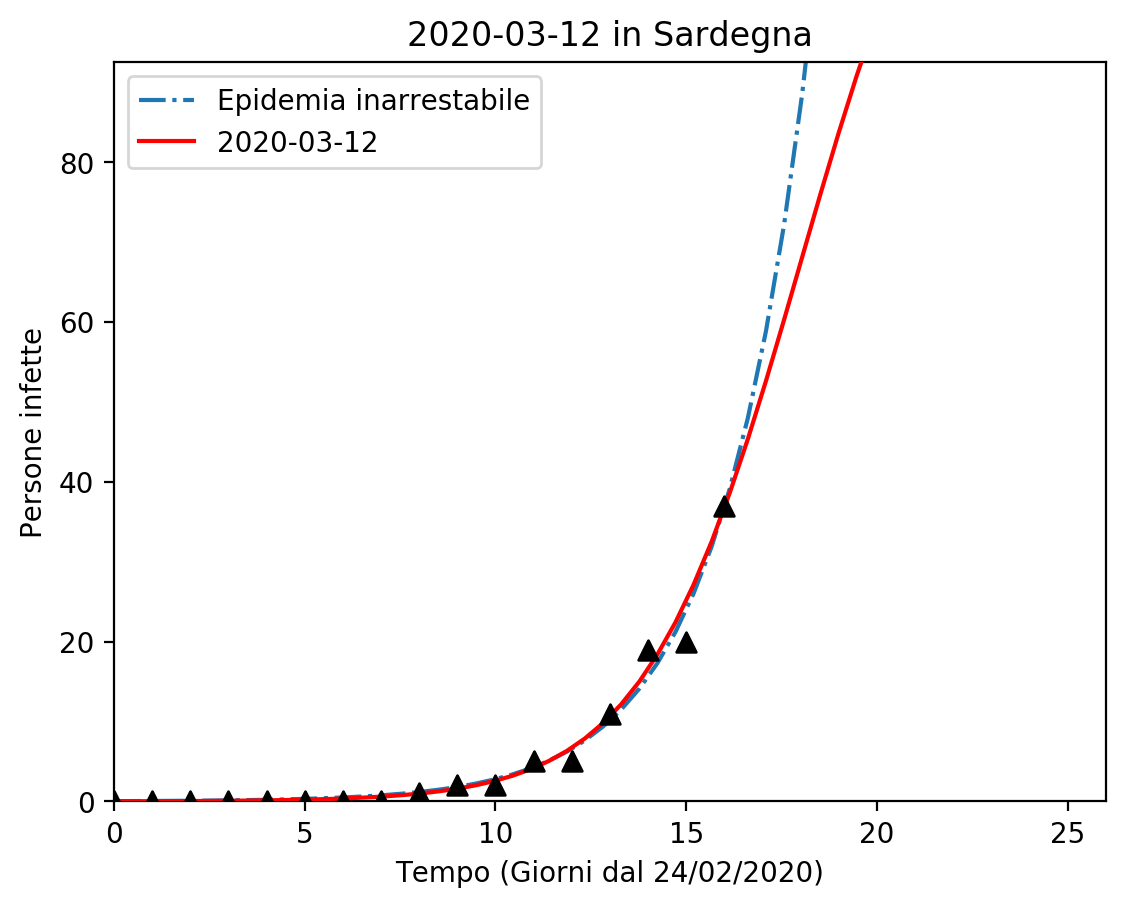 2020-03-12 in Sardegna
Epidemia inarrestabile
2020-03-12
Persone infette
80
60
40
20
0
0 5 10 15 20 25
Tempo (Giorni dal 24/02/2020)